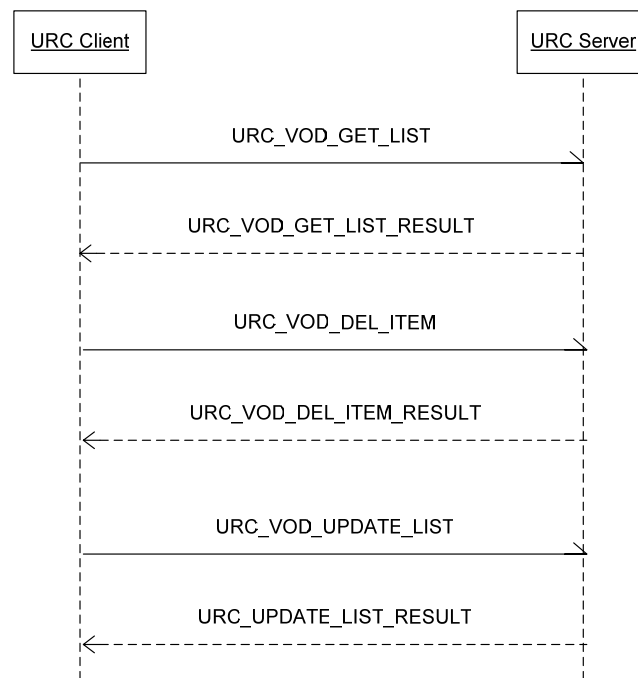 URC Client
URC Server
URC_VOD_GET_LIST
URC_VOD_GET_LIST_RESULT
URC_VOD_DEL_ITEM
URC_VOD_DEL_ITEM_RESULT
URC_VOD_UPDATE_LIST
URC_UPDATE_LIST_RESULT